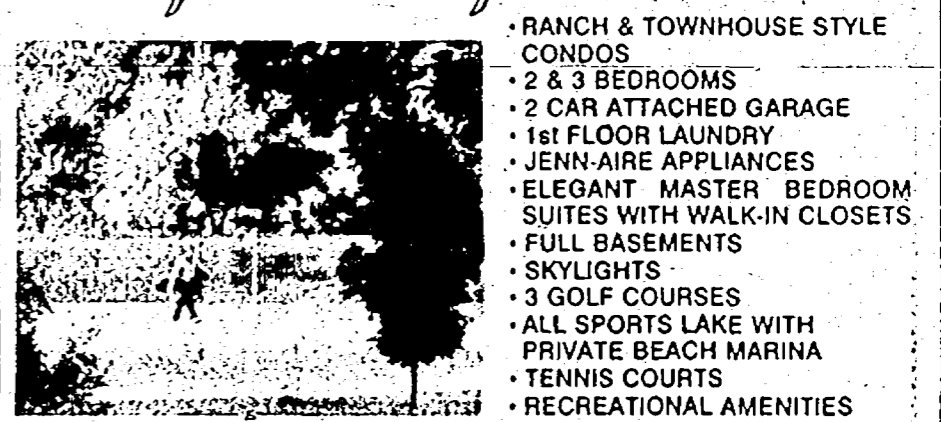 • RANCH & TOWNHOUSE STYLE
CONDOS
• 2 & 3 BEDROOMS
• 2 CAR ATTACHED GARAGE
• 1st FLOOR LAUNDRY
• JENN-AIRE APPLIANCES
• ELEGANT MASTER BEDROOM
SUITES WITH WALK-IN CLOSETS
• FULL BASEMENTS
• SKYLIGHTS
• 3 GOLF COURSES
• ALL SPORTS LAKE WITH
PRIVATE BEACH MARINA
• TENNIS COURTS
• RECREATIONAL AMENITIES